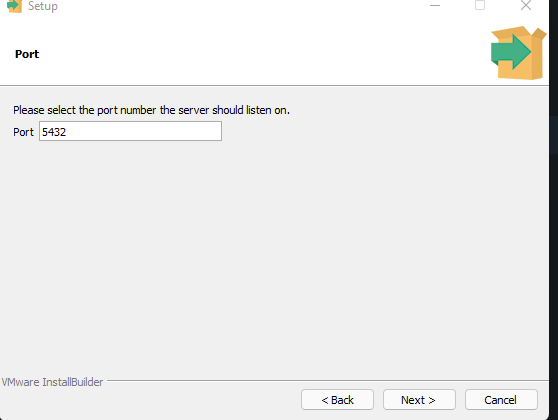 Setup
Port
Please select the port number the server should listen on.
Port 5432
VMware InstallBuilder
< Back Next > Cancel